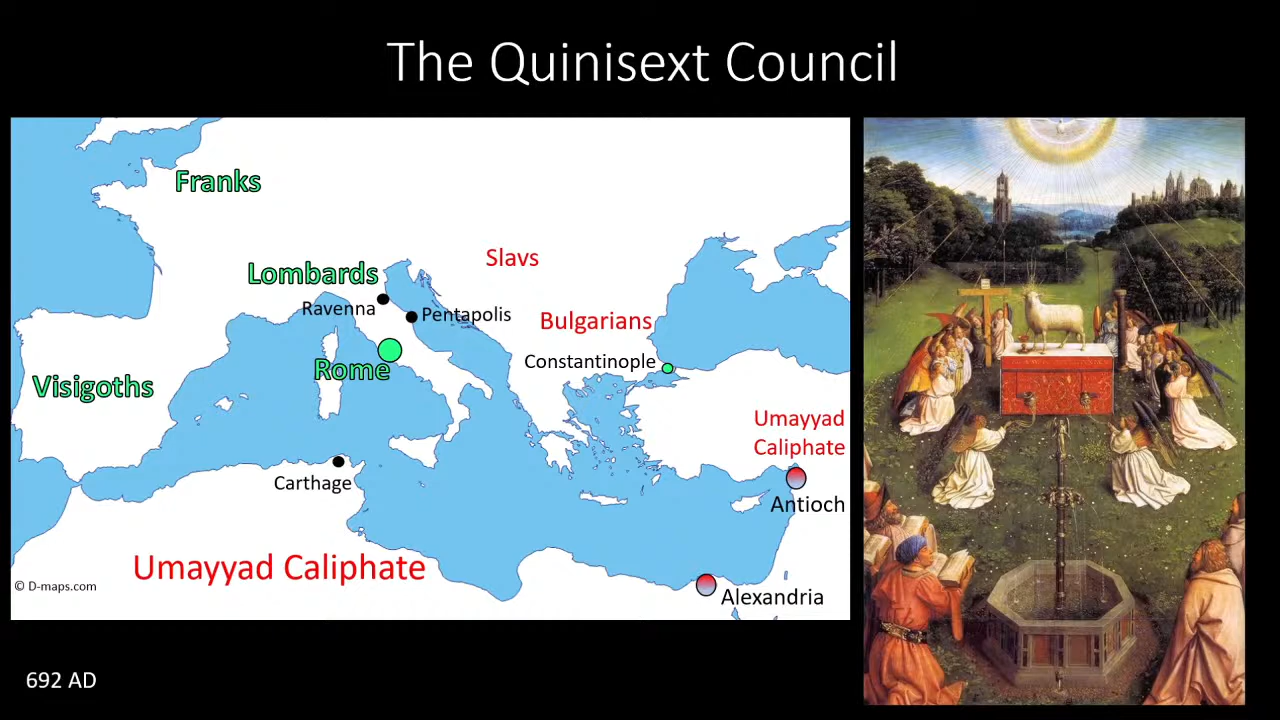 The Quinisext Council
Franks
Slavs
Lombards
Ravenna
Pentapolis
Bulgarians
Constantinople
Rome
Visigoths
Umayyad
Caliphate
Carthage
Antioch
Umayyad Caliphate
© D-maps.com
Alexandria
692 AD